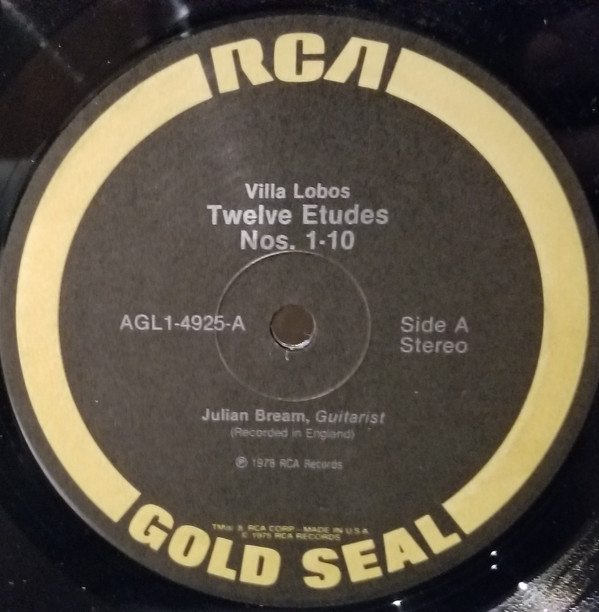 RCA
Villa Lobos
Twelve Etudes
Nos. 1-10
AGL1-4925-A
Side A
Stereo
Julian Bream, Guitarist
(Recorded in England)
℗ 1978 RCA Records
TM(s) ® RCA CORP—MADE IN U.S.A.
© 1975 RCA RECORDS
GOLD SEAL